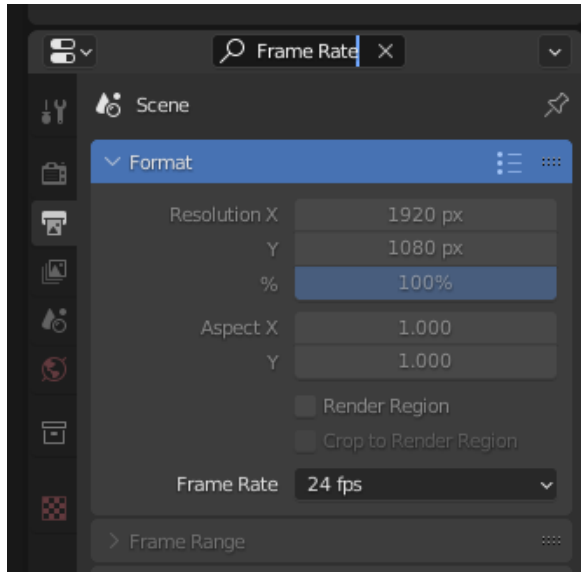 Frame Rate
Scene
Format
Resolution X 1920 px
Y 1080 px
% 100%
Aspect X 1.000
Y 1.000
Render Region
Crop to Render Region
Frame Rate 24 fps
Frame Range